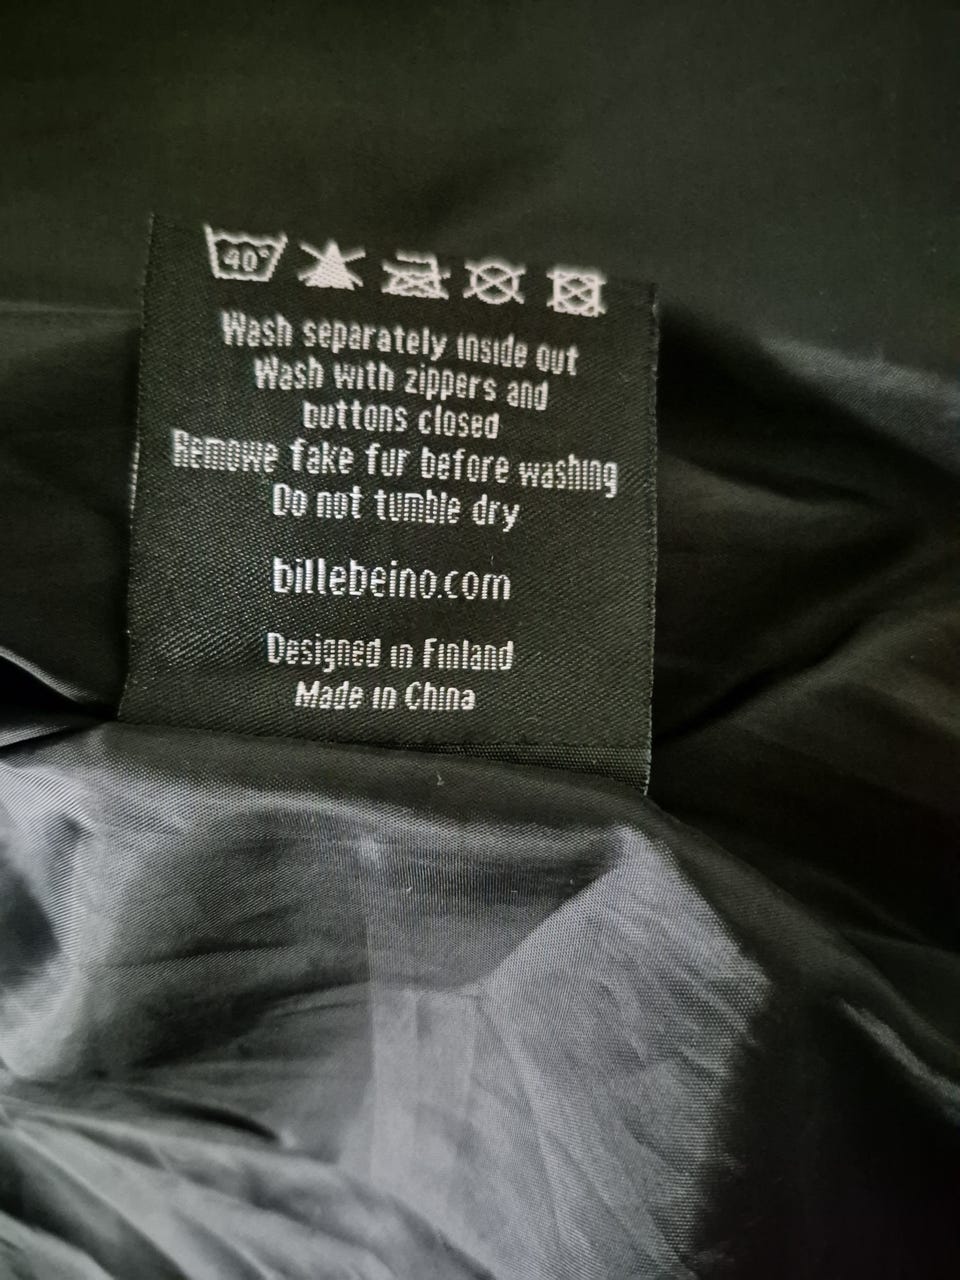 40°
Wash separately inside out
Wash with zippers and
buttons closed
Remowe fake fur before washing
Do not tumble dry
billebeino.com
Designed in Finland
Made in China